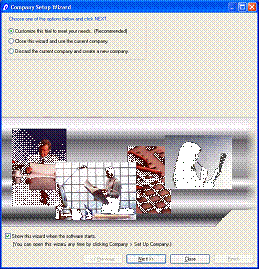 Company Setup Wizard
Choose one of the options below and click NEXT.
Customize this trial to meet your needs. (Recommended)
Close this wizard and use the current company.
Discard the current company and create a new company.
Show this wizard when the software starts.
(You can open this wizard any time by clicking Company > Set Up Company.)
Next >
Close